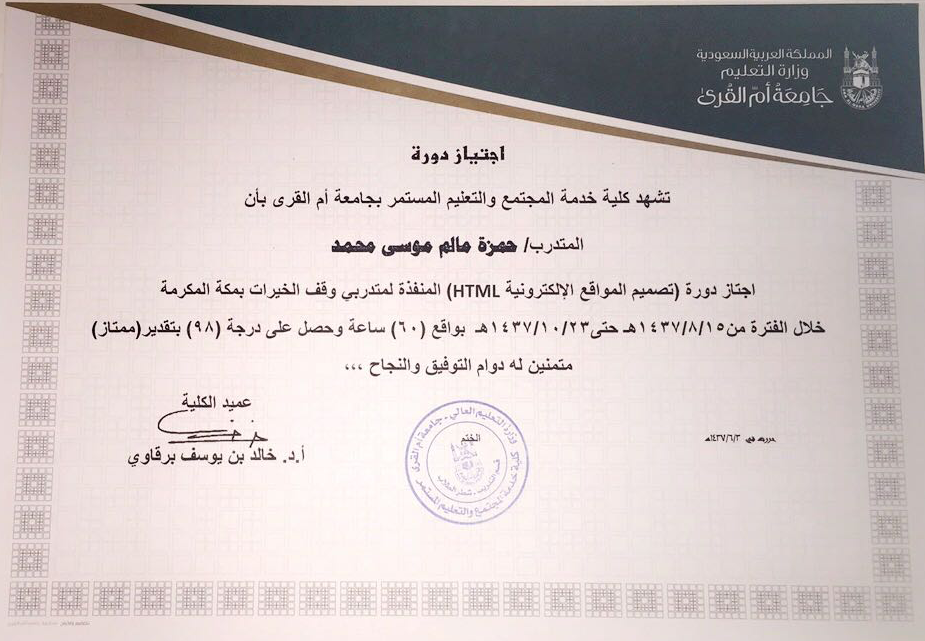 المملكة العربية السعودية
وزارة التعليم
جامعة أم القرى
اجتياز دورة
تشهد كلية خدمة المجتمع والتعليم المستمر بجامعة أم القرى بأن
المتدرب/ حمزة مالم موسى محمد
اجتاز دورة (تصميم المواقع الإلكترونية HTML) المنفذة لمتدربي وقف الخيرات بمكة المكرمة
خلال الفترة من١٤٣٧/٨/١٥هـ حتى١٤٣٧/١٠/٢٣هـ بواقع (٦٠) ساعة وحصل على درجة (٩٨) بتقدير(ممتاز)
متمنين له دوام التوفيق والنجاح ،،،
عميد الكلية
أ.د. خالد بن يوسف برقاوي
الختم
وزارة التعليم العالي - جامعة أم القرى
كلية خدمة المجتمع والتعليم المستمر
حررت في ١٤٣٧/٦/٣هـ